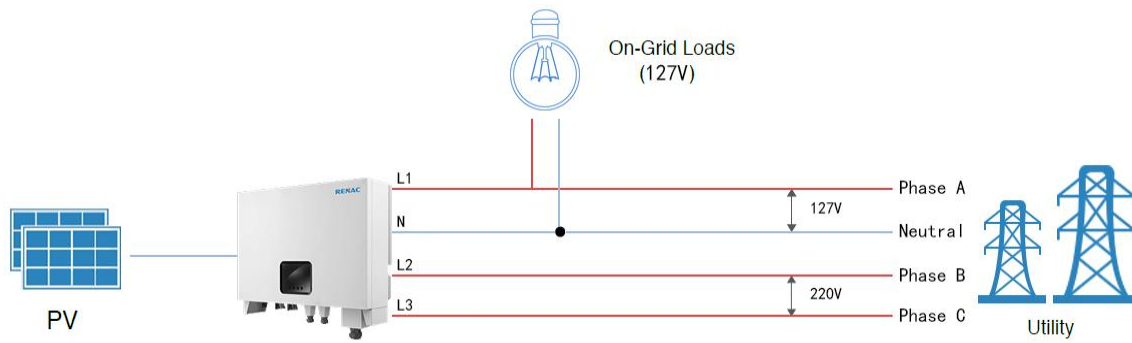 On-Grid Loads
(127V)
RENAC
L1
Phase A
127V
N
Neutral
L2
Phase B
220V
L3
Phase C
PV
Utility